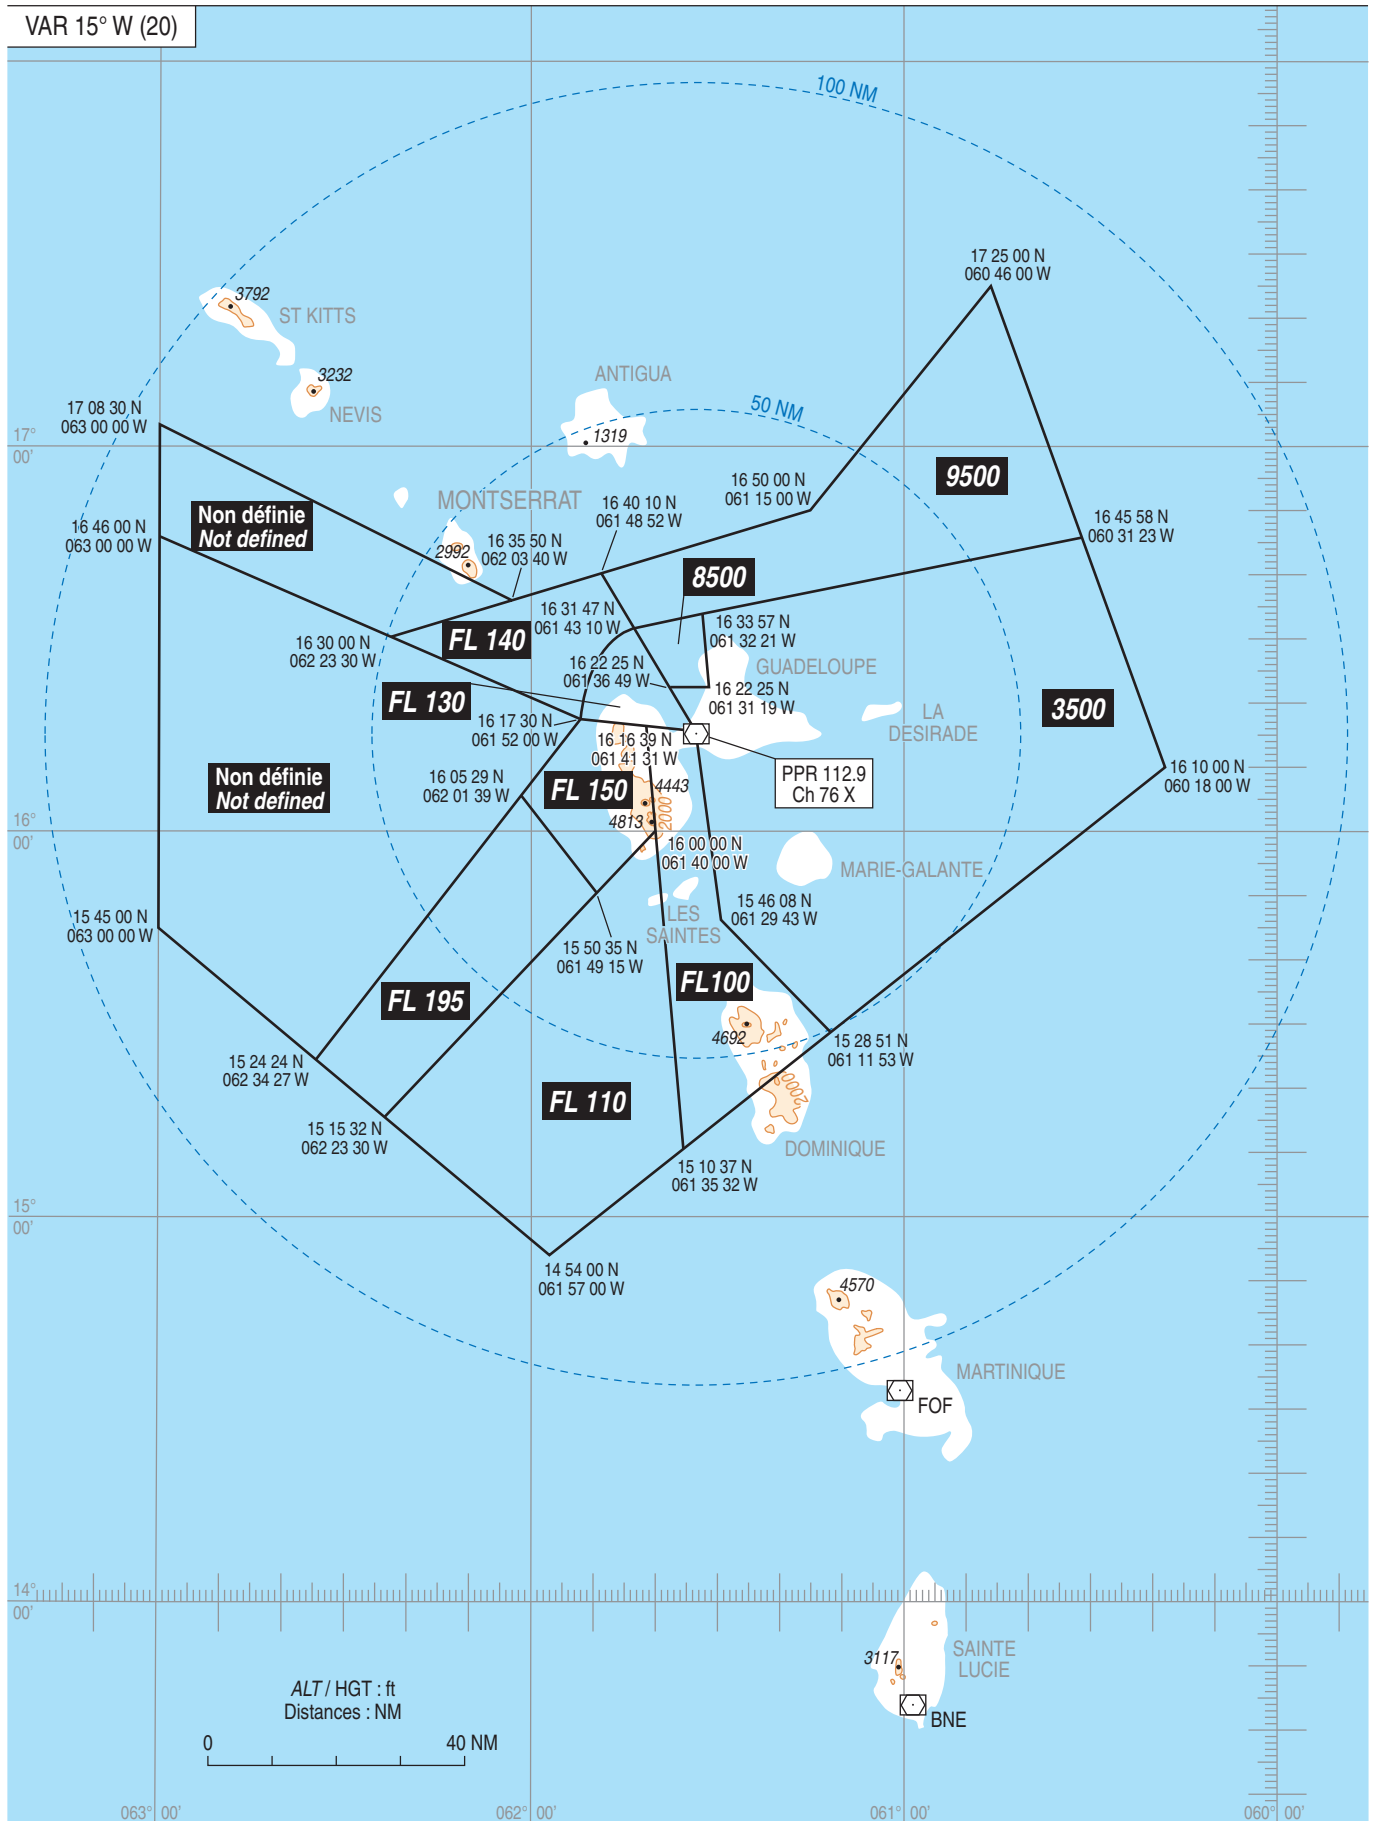 VAR 15° W (20)
100 NM
17 25 00 N
060 46 00 W
3792
ST KITTS
3232
NEVIS
ANTIGUA
1319
50 NM
17 08 30 N
063 00 00 W
17°
00’
9500
16 50 00 N
061 15 00 W
MONTSERRAT
16 40 10 N
061 48 52 W
Non définie
Not defined
16 46 00 N
063 00 00 W
16 45 58 N
060 31 23 W
2992
16 35 50 N
062 03 40 W
8500
16 31 47 N
061 43 10 W
16 33 57 N
061 32 21 W
16 30 00 N
062 23 30 W
FL 140
16 22 25 N
061 36 49 W
GUADELOUPE
16 22 25 N
061 31 19 W
FL 130
16 17 30 N
061 52 00 W
LA
DESIRADE
3500
16 16 39 N
061 41 31 W
PPR 112.9
Ch 76 X
16 10 00 N
060 18 00 W
Non définie
Not defined
16 05 29 N
062 01 39 W
FL 150
4443
4813
2000
16°
00’
16 00 00 N
061 40 00 W
MARIE-GALANTE
15 45 00 N
063 00 00 W
LES
SAINTES
15 46 08 N
061 29 43 W
15 50 35 N
061 49 15 W
FL 195
FL100
4692
15 28 51 N
061 11 53 W
15 24 24 N
062 34 27 W
2000
FL 110
15 15 32 N
062 23 30 W
DOMINIQUE
15 10 37 N
061 35 32 W
15°
00’
14 54 00 N
061 57 00 W
4570
MARTINIQUE
FOF
14°
00’
3117
SAINTE
LUCIE
BNE
ALT / HGT : ft
Distances : NM
0 40 NM
063° 00’ 062° 00’ 061° 00’ 060° 00’